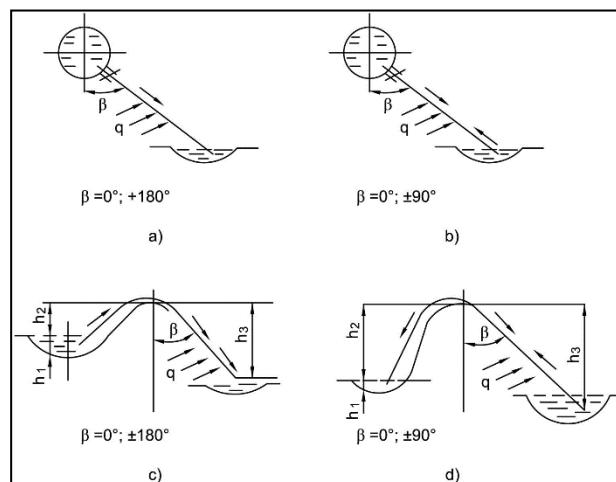 β
q
β =0°; +180°
a)
β
q
β =0°; ±90°
b)
h2
h1
β
q
h3
β =0°; ±180°
c)
h2
h1
β
q
h3
β =0°; ±90°
d)